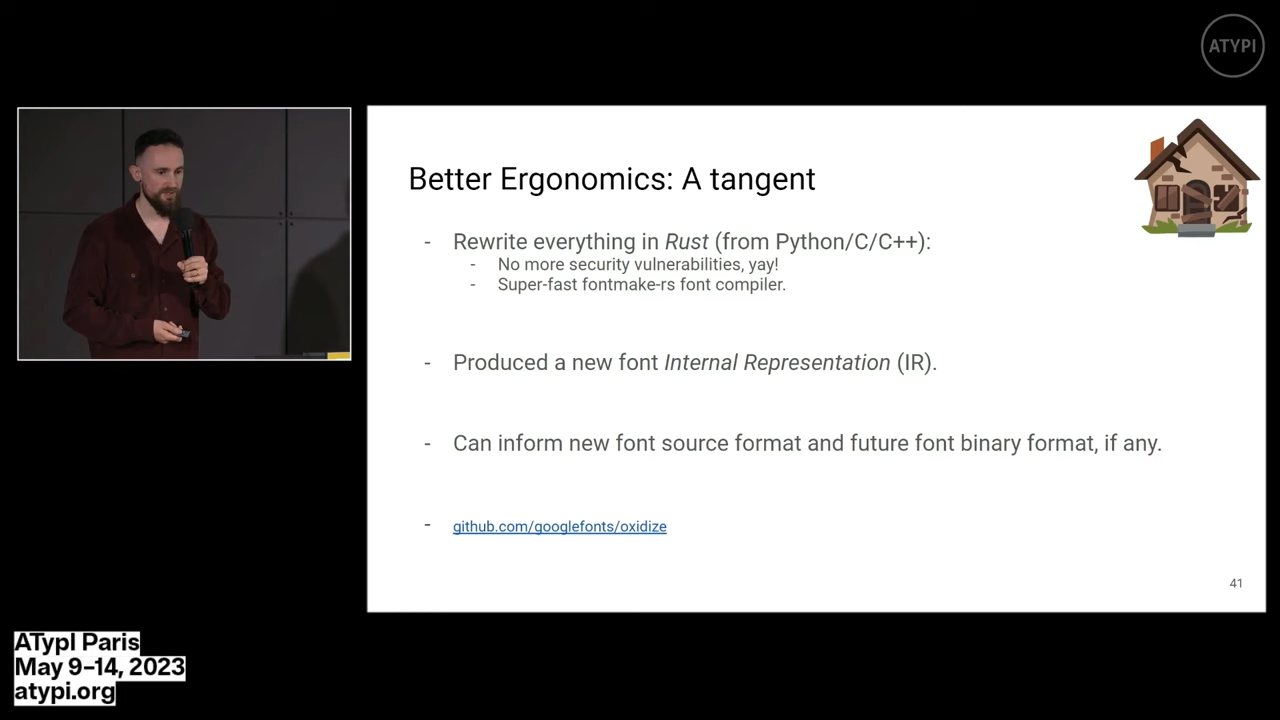 ATYPI
Better Ergonomics: A tangent
- Rewrite everything in Rust (from Python/C/C++):
- No more security vulnerabilities, yay!
- Super-fast fontmake-rs font compiler.
- Produced a new font Internal Representation (IR).
- Can inform new font source format and future font binary format, if any.
- github.com/googlefonts/oxidize
41
ATypI Paris
May 9–14, 2023
atypi.org